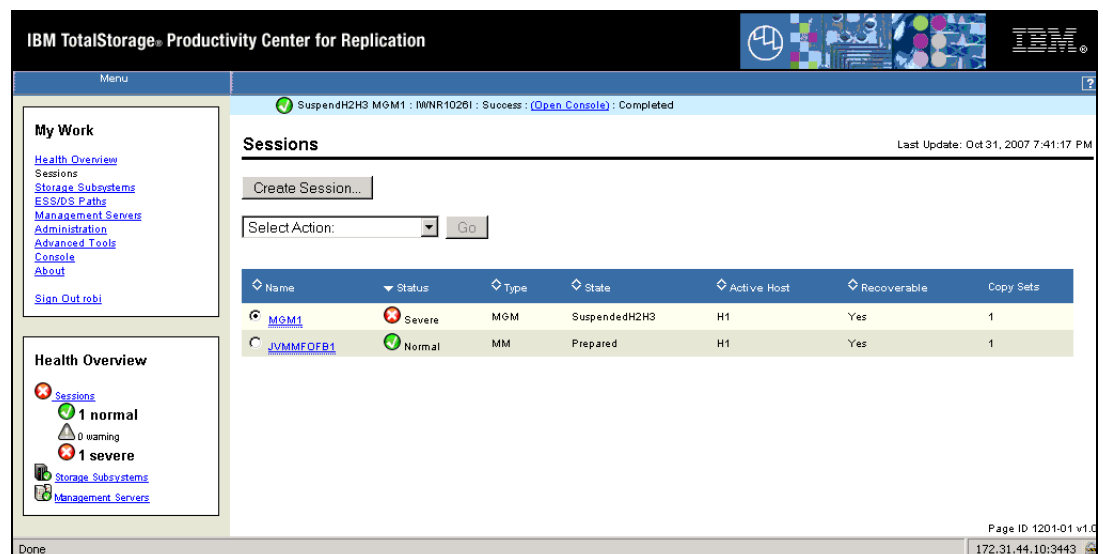 IBM TotalStorage® Productivity Center for Replication
IBM®
Menu
?
SuspendH2H3 MGM1 : IWNR1026I : Success : (Open Console) : Completed
My Work
Health Overview
Sessions
Storage Subsystems
ESS/DS Paths
Management Servers
Administration
Advanced Tools
Console
About
Sign Out robi
Sessions
Last Update: Oct 31, 2007 7:41:17 PM
Create Session...
Select Action: Go
Name Status Type State Active Host Recoverable Copy Sets
MGM1 Severe MGM SuspendedH2H3 H1 Yes 1
JVMMFOFB1 Normal MM Prepared H1 Yes 1
Health Overview
Sessions
1 normal
0 warning
1 severe
Storage Subsystems
Management Servers
Page ID 1201-01 v1.0
Done
172.31.44.10:3443